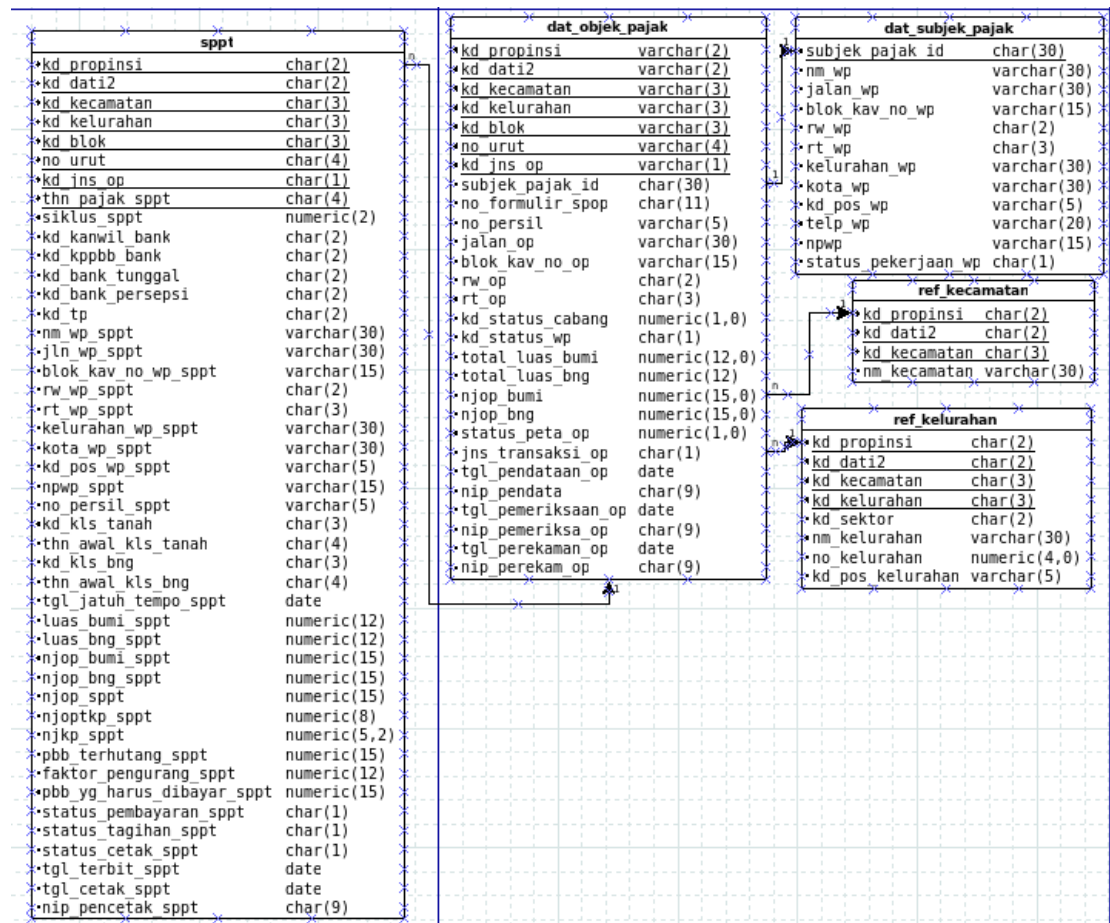 sppt
kd_propinsi char(2)
kd_dati2 char(2)
kd_kecamatan char(3)
kd_kelurahan char(3)
kd_blok char(3)
no_urut char(4)
kd_jns_op char(1)
thn_pajak_sppt char(4)
siklus_sppt numeric(2)
kd_kanwil_bank char(2)
kd_kppbb_bank char(2)
kd_bank_tunggal char(2)
kd_bank_persepsi char(2)
kd_tp char(2)
nm_wp_sppt varchar(30)
jln_wp_sppt varchar(30)
blok_kav_no_wp_sppt varchar(15)
rw_wp_sppt char(2)
rt_wp_sppt char(3)
kelurahan_wp_sppt varchar(30)
kota_wp_sppt varchar(30)
kd_pos_wp_sppt varchar(5)
npwp_sppt varchar(15)
no_persil_sppt varchar(5)
kd_kls_tanah char(3)
thn_awal_kls_tanah char(4)
kd_kls_bng char(3)
thn_awal_kls_bng char(4)
tgl_jatuh_tempo_sppt date
luas_bumi_sppt numeric(12)
luas_bng_sppt numeric(12)
njop_bumi_sppt numeric(15)
njop_bng_sppt numeric(15)
njop_sppt numeric(15)
njoptkp_sppt numeric(8)
njkp_sppt numeric(5,2)
pbb_terhutang_sppt numeric(15)
faktor_pengurang_sppt numeric(12)
pbb_yg_harus_dibayar_sppt numeric(15)
status_pembayaran_sppt char(1)
status_tagihan_sppt char(1)
status_cetak_sppt char(1)
tgl_terbit_sppt date
tgl_cetak_sppt date
nip_pencetak_sppt char(9)
n
1
dat_objek_pajak
kd_propinsi varchar(2)
kd_dati2 varchar(2)
kd_kecamatan varchar(3)
kd_kelurahan varchar(3)
kd_blok varchar(3)
no_urut varchar(4)
kd_jns_op varchar(1)
subjek_pajak_id char(30)
no_formulir_spop char(11)
no_persil varchar(5)
jalan_op varchar(30)
blok_kav_no_op varchar(15)
rw_op char(2)
rt_op char(3)
kd_status_cabang numeric(1,0)
kd_status_wp char(1)
total_luas_bumi numeric(12,0)
total_luas_bng numeric(12)
njop_bumi numeric(15,0)
njop_bng numeric(15,0)
status_peta_op numeric(1,0)
jns_transaksi_op char(1)
tgl_pendataan_op date
nip_pendata char(9)
tgl_pemeriksaan_op date
nip_pemeriksa_op char(9)
tgl_perekaman_op date
nip_perekam_op char(9)
1
1
dat_subjek_pajak
subjek_pajak_id char(30)
nm_wp varchar(30)
jalan_wp varchar(30)
blok_kav_no_wp varchar(15)
rw_wp char(2)
rt_wp char(3)
kelurahan_wp varchar(30)
kota_wp varchar(30)
kd_pos_wp varchar(5)
telp_wp varchar(20)
npwp varchar(15)
status_pekerjaan_wp char(1)
n
1
ref_kecamatan
kd_propinsi char(2)
kd_dati2 char(2)
kd_kecamatan char(3)
nm_kecamatan varchar(30)
n
1
ref_kelurahan
kd_propinsi char(2)
kd_dati2 char(2)
kd_kecamatan char(3)
kd_kelurahan char(3)
kd_sektor char(2)
nm_kelurahan varchar(30)
no_kelurahan numeric(4,0)
kd_pos_kelurahan varchar(5)